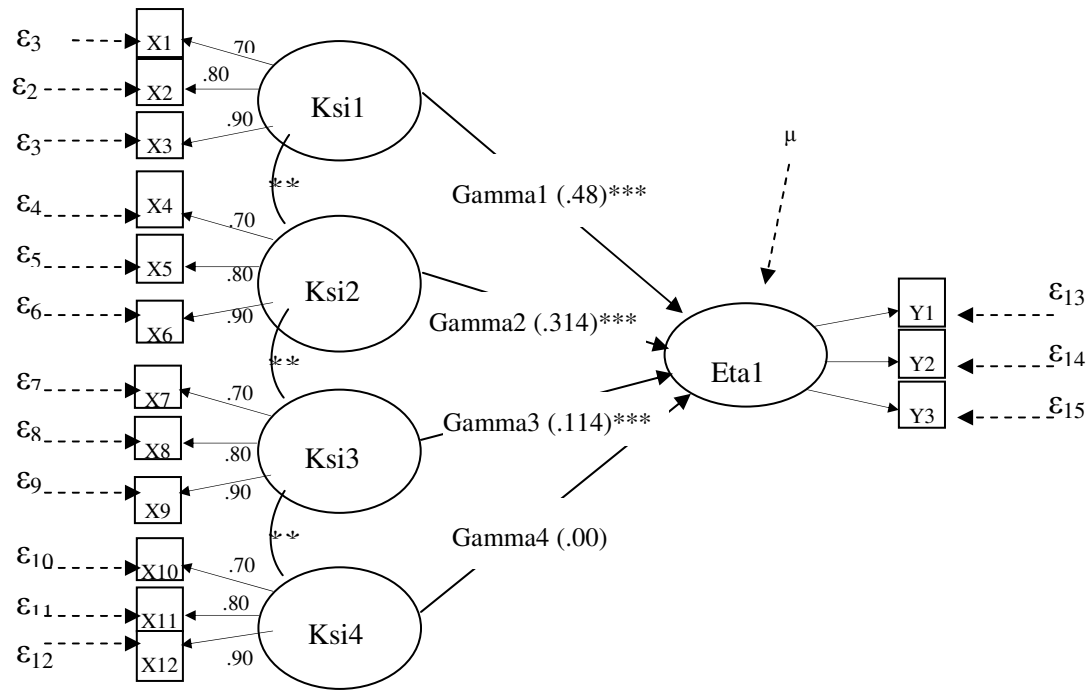 ε3
X1
.70
ε2
X2
.80
Ksi1
ε3
X3
.90
μ
**
Gamma1 (.48)***
ε4
X4
.70
ε5
X5
.80
Ksi2
ε6
X6
.90
Gamma2 (.314)***
Y1
ε13
**
Eta1
Y2
ε14
ε7
X7
.70
Y3
ε15
ε8
X8
.80
Ksi3
Gamma3 (.114)***
ε9
X9
.90
**
Gamma4 (.00)
ε10
X10
.70
ε11
X11
.80
Ksi4
ε12
X12
.90